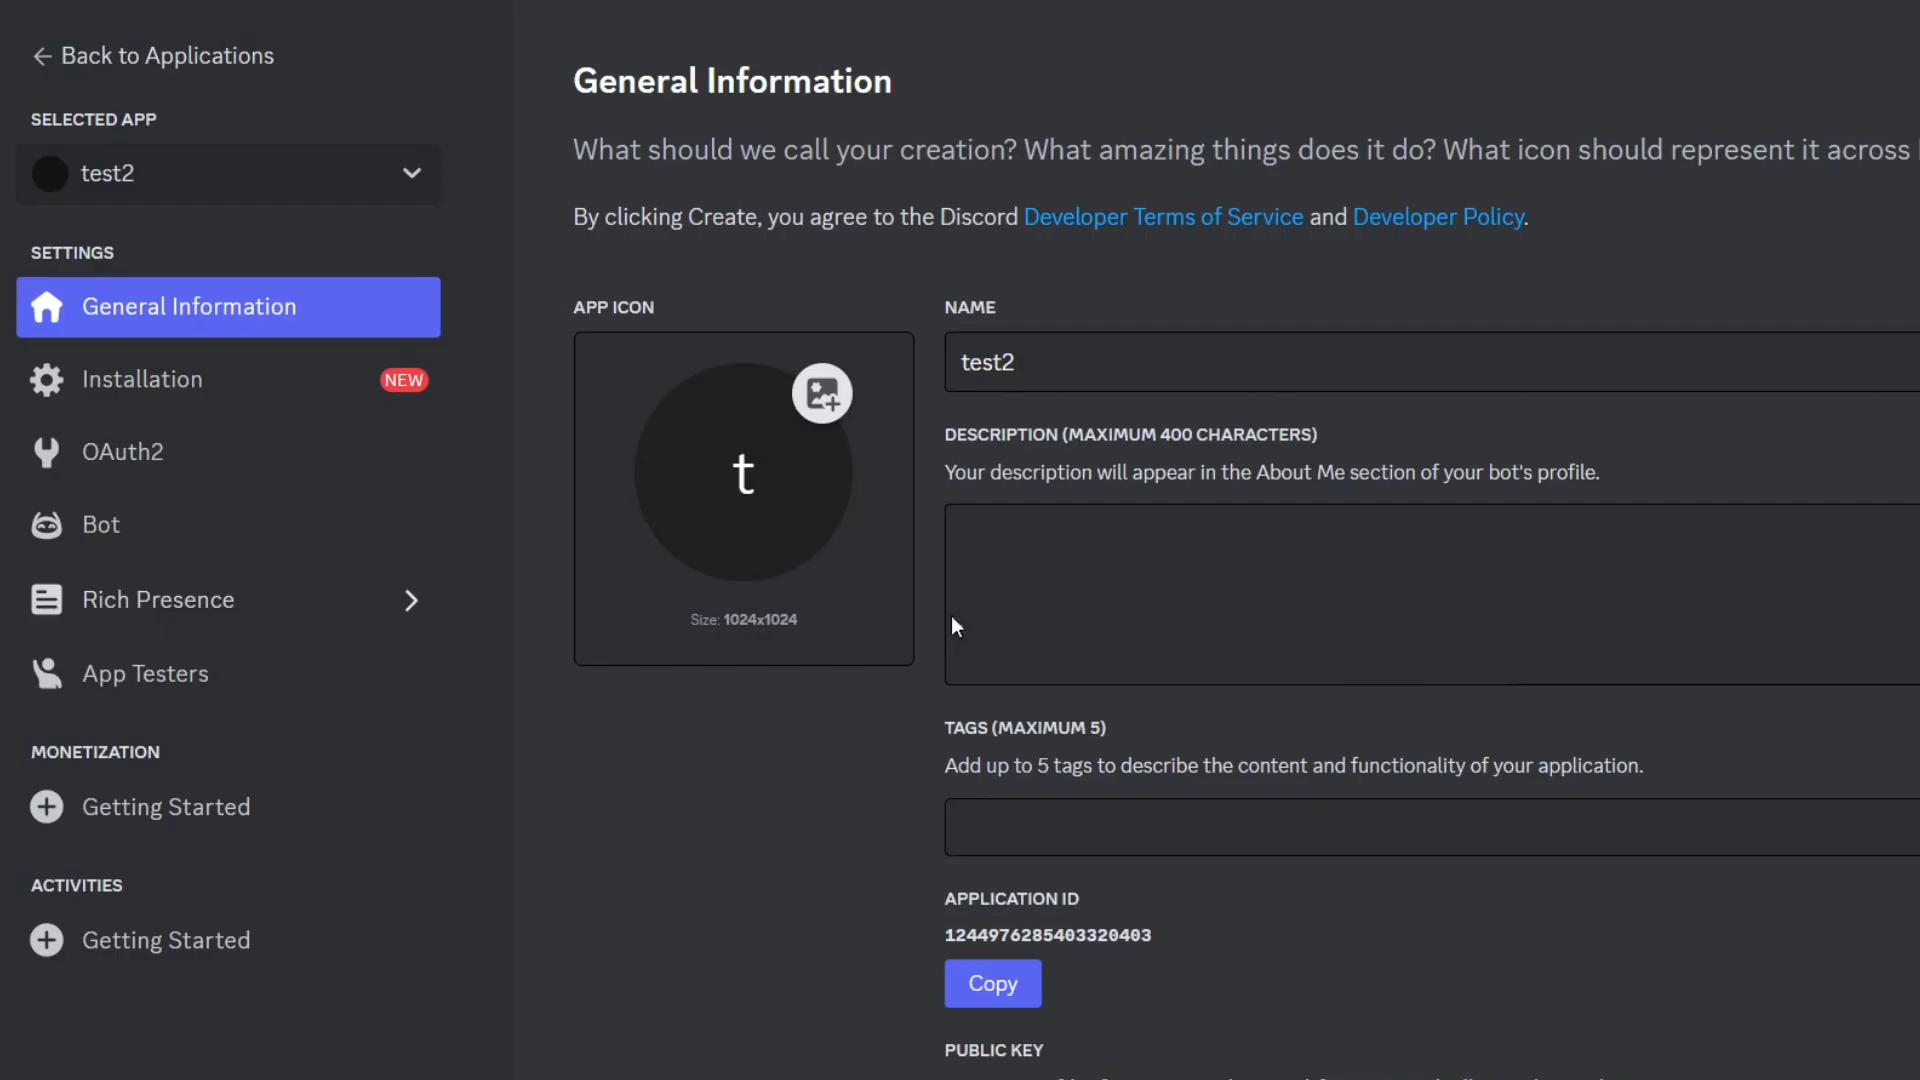 Back to Applications
SELECTED APP
test2
SETTINGS
General Information
Installation
NEW
OAuth2
Bot
Rich Presence
App Testers
MONETIZATION
Getting Started
ACTIVITIES
Getting Started
General Information
What should we call your creation? What amazing things does it do? What icon should represent it across
By clicking Create, you agree to the Discord Developer Terms of Service and Developer Policy.
APP ICON
t
Size: 1024x1024
NAME
test2
DESCRIPTION (MAXIMUM 400 CHARACTERS)
Your description will appear in the About Me section of your bot's profile.
TAGS (MAXIMUM 5)
Add up to 5 tags to describe the content and functionality of your application.
APPLICATION ID
1244976285403320403
Copy
PUBLIC KEY